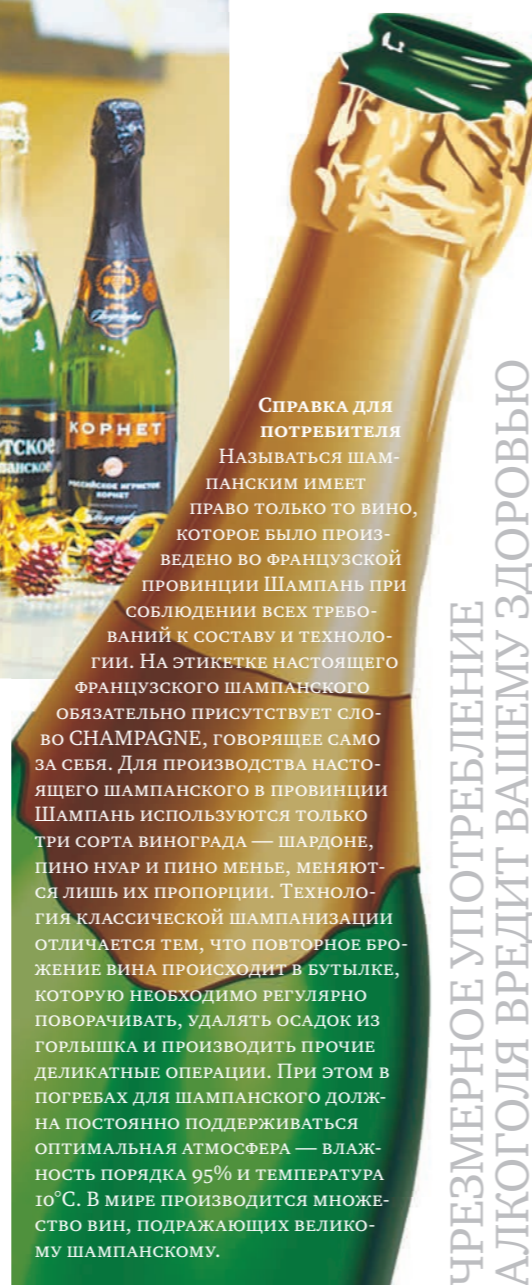 КОРНЕТ
РОССИЙСКОЕ ИГРИСТОЕ
КОРНЕТ
Справка для
потребителя
Называться шам-
панским имеет
право только то вино,
которое было произ-
ведено во французской
провинции Шампань при
соблюдении всех требо-
ваний к составу и техноло-
гии. На этикетке настоящего
французского шампанского
обязательно присутствует сло-
во CHAMPAGNE, говорящее само
за себя. Для производства насто-
ящего шампанского в провинции
Шампань используются только
три сорта винограда — шардоне,
пино нуар и пино менье, меняют-
ся лишь их пропорции. Техноло-
гия классической шампанизации
отличается тем, что повторное бро-
жение вина происходит в бутылке,
которую необходимо регулярно
поворачивать, удалять осадок из
горлышка и производить прочие
деликатные операции. При этом в
погребах для шампанского долж-
на постоянно поддерживаться
оптимальная атмосфера — влаж-
ность порядка 95% и температура
10°C. В мире производится множе-
ство вин, подражающих велико-
му шампанскому.
ЧРЕЗМЕРНОЕ УПОТРЕБЛЕНИЕ
АЛКОГОЛЯ ВРЕДИТ ВАШЕМУ ЗДОРОВЬЮ